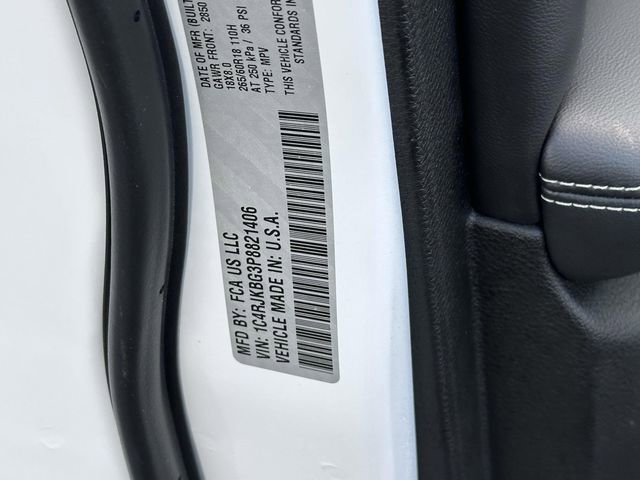 DATE OF MFR (BUILT
GAWR FRONT: 2850
18X8.0
265/60R18 110H
AT 250 kPa / 36 PSI
TYPE: MPV
THIS VEHICLE CONFOR
STANDARDS IN
MFD BY: FCA US LLC
VIN: 1C4RJKBG3P8821406
VEHICLE MADE IN: U.S.A.